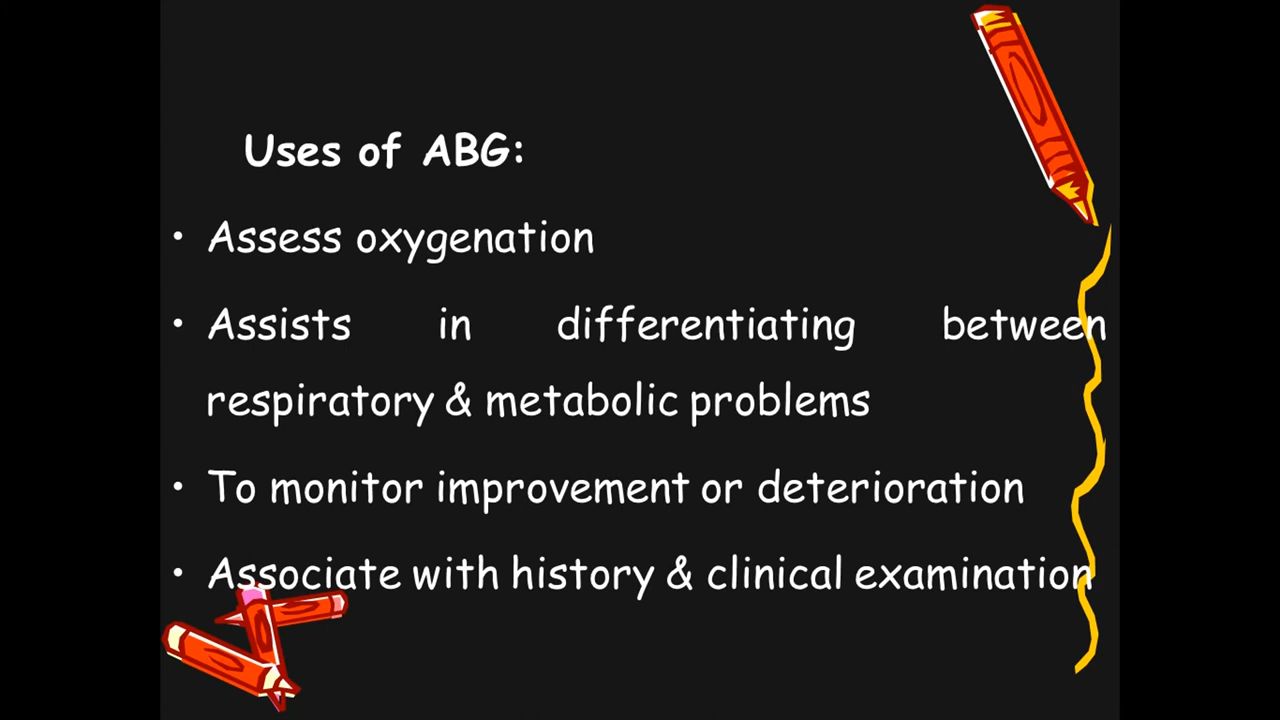 Uses of ABG:
• Assess oxygenation
• Assists in differentiating between
respiratory & metabolic problems
• To monitor improvement or deterioration
• Associate with history & clinical examination